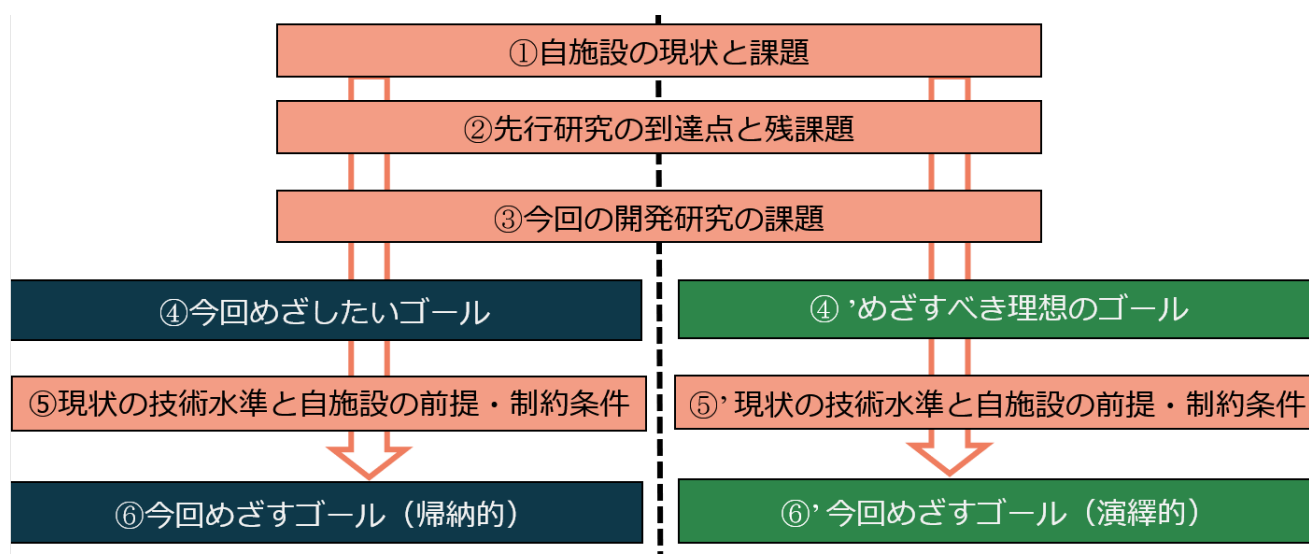 ①自施設の現状と課題
②先行研究の到達点と残課題
③今回の開発研究の課題
④今回めざしたいゴール
④’めざすべき理想のゴール
⑤現状の技術水準と自施設の前提・制約条件
⑤’現状の技術水準と自施設の前提・制約条件
⑥今回めざすゴール（帰納的）
⑥’今回めざすゴール（演繹的）